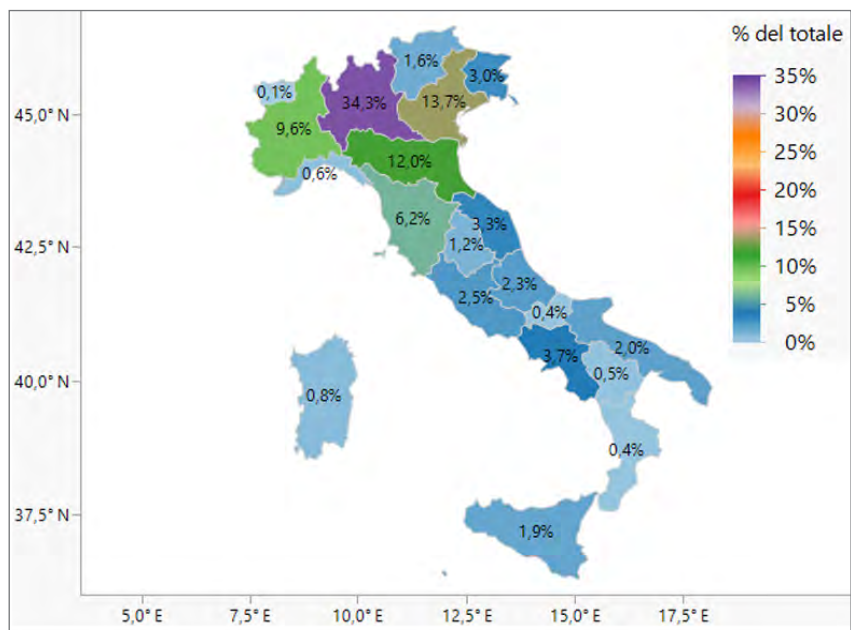 % del totale
35%
30%
25%
20%
15%
10%
5%
0%
45,0° N
42,5° N
40,0° N
37,5° N
1,6%
3,0%
0,1%
34,3%
13,7%
9,6%
12,0%
0,6%
6,2%
3,3%
1,2%
2,3%
2,5%
0,4%
3,7%
2,0%
0,5%
0,8%
0,4%
1,9%
5,0° E
7,5° E
10,0° E
12,5° E
15,0° E
17,5° E